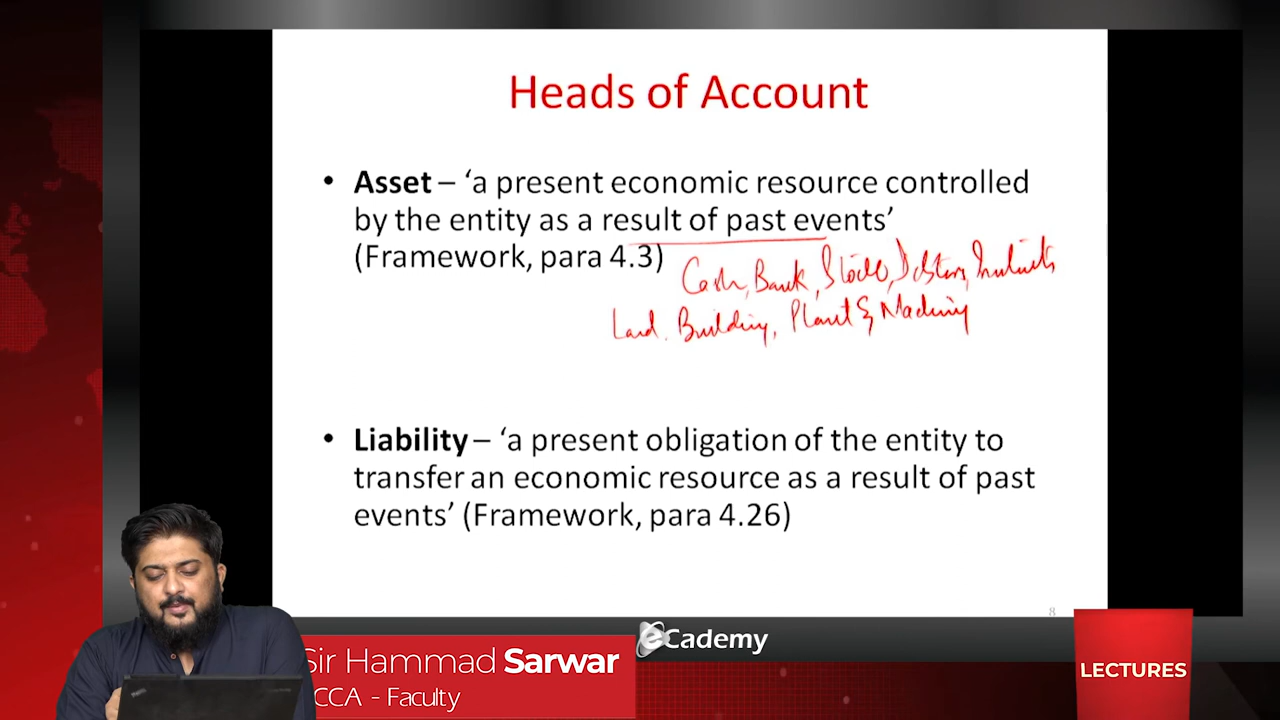 Heads of Account
• Asset – ‘a present economic resource controlled
by the entity as a result of past events’
(Framework, para 4.3)
Cash, Bank, Stock, Debtors,
Land. Building, Plant & Machinery
• Liability – ‘a present obligation of the entity to
transfer an economic resource as a result of past
events’ (Framework, para 4.26)
8
eCademy
Sir Hammad Sarwar
CCA - Faculty
LECTURES